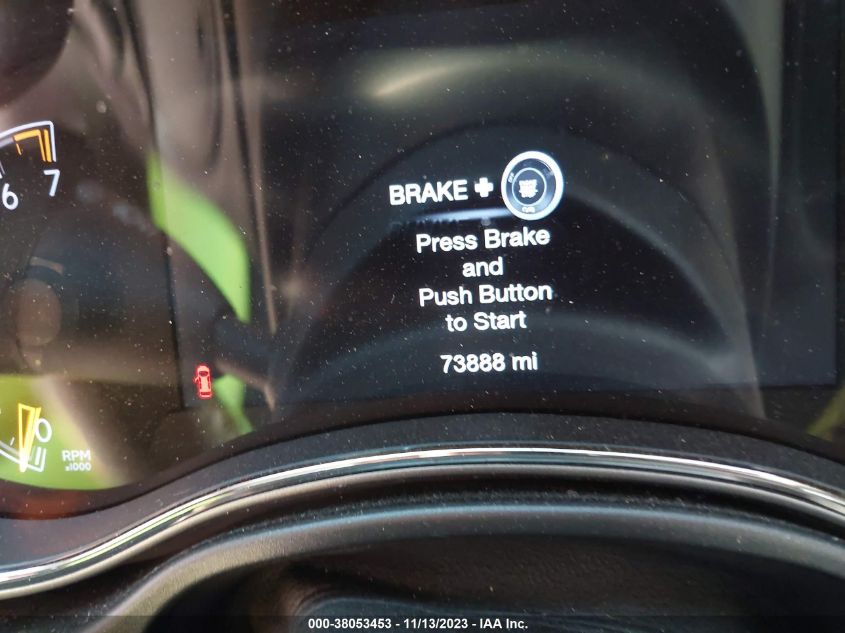 BRAKE +
Press Brake
and
Push Button
to Start
73888 mi
6 7
0
RPM
x1000
000-38053453 - 11/13/2023 - IAA Inc.